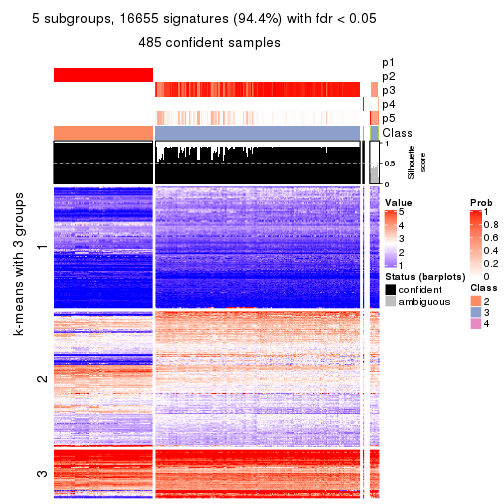 5 subgroups, 16655 signatures (94.4%) with fdr < 0.05
485 confident samples
p1
p2
p3
p4
p5
Class
1
0.5
0
Silhouette
score
k-means with 3 groups
1
2
3
Value
5
4
3
2
1
Status (barplots)
confident
ambiguous
Prob
1
0.8
0.6
0.4
0.2
0
Class
2
3
4